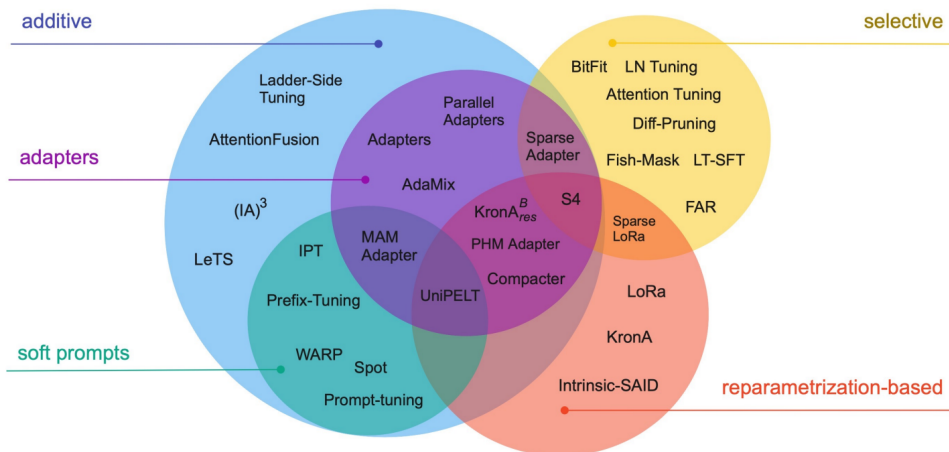 additive
selective
Ladder-Side
Tuning
AttentionFusion
adapters
(IA)³
LeTS
Parallel
Adapters
Adapters
AdaMix
BitFit LN Tuning
Attention Tuning
Diff-Pruning
Sparse
Adapter
Fish-Mask LT-SFT
FAR
S4
Sparse
LoRa
KronA^B_res
PHM Adapter
Compacter
MAM
Adapter
UniPELT
IPT
Prefix-Tuning
WARP
Spot
Prompt-tuning
soft prompts
LoRa
KronA
Intrinsic-SAID
reparametrization-based